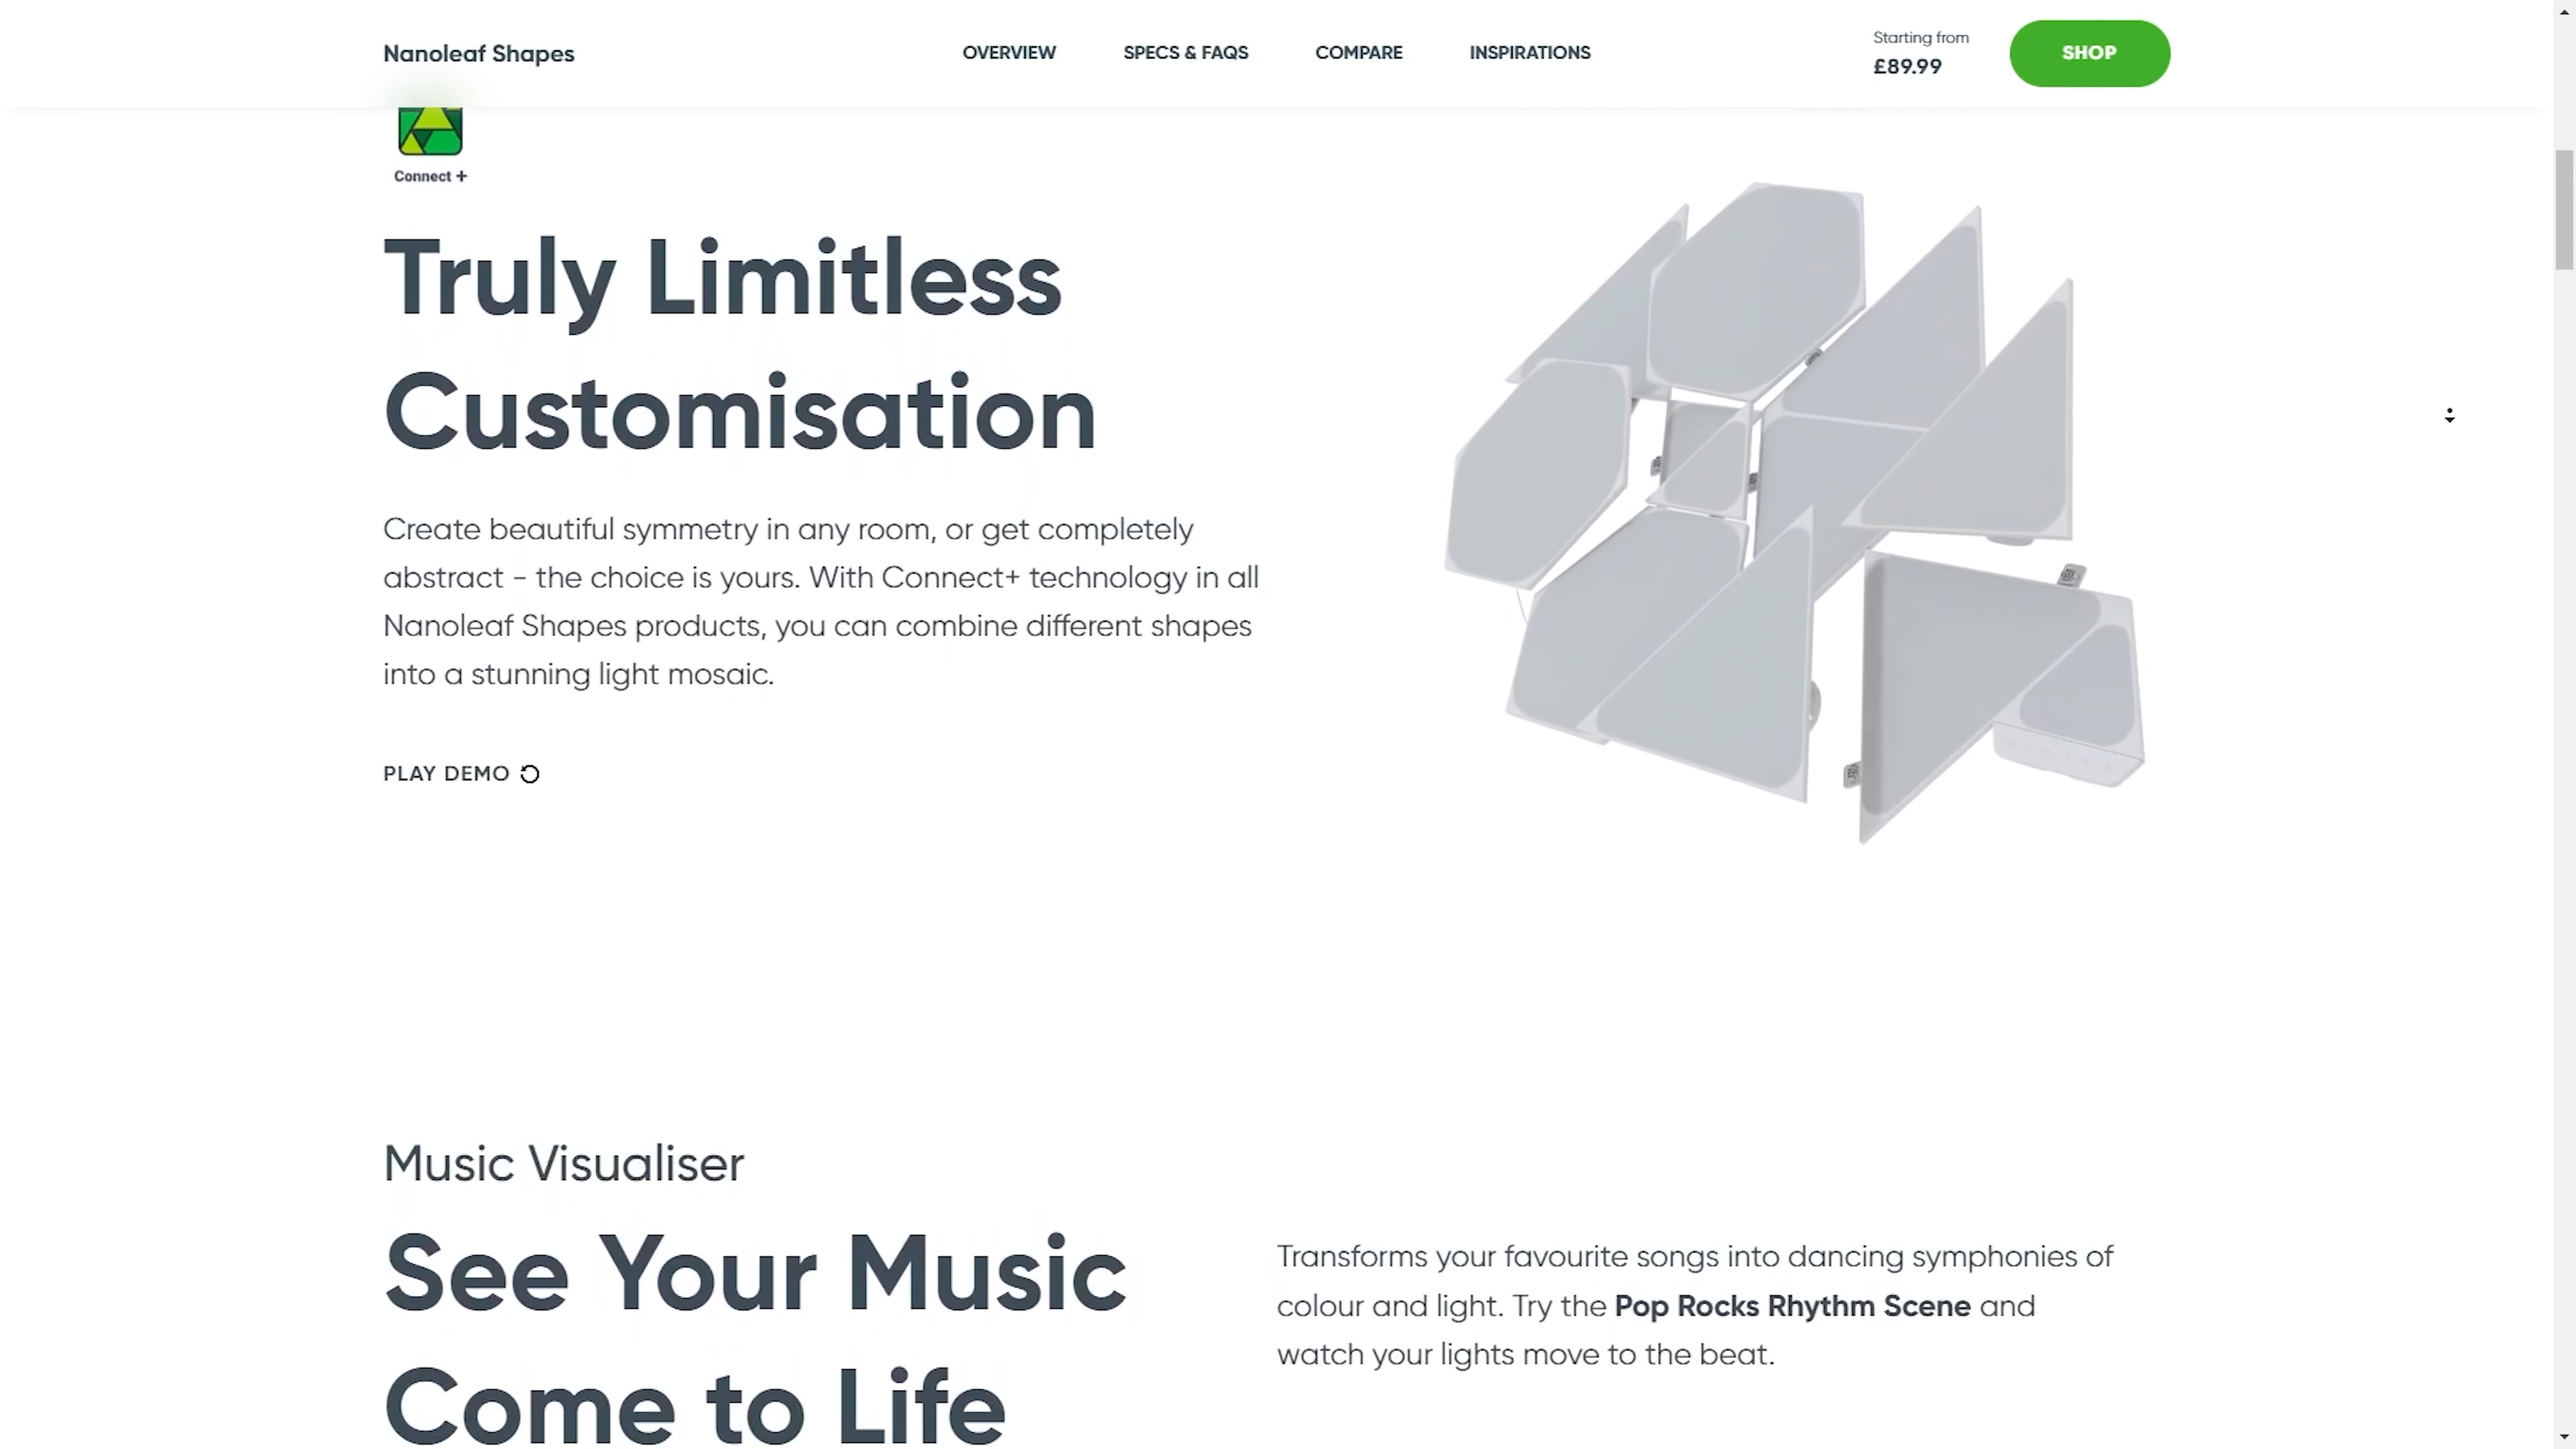 Nanoleaf Shapes
OVERVIEW
SPECS & FAQS
COMPARE
INSPIRATIONS
Starting from
£89.99
SHOP
Connect +
Truly Limitless
Customisation
Create beautiful symmetry in any room, or get completely
abstract - the choice is yours. With Connect+ technology in all
Nanoleaf Shapes products, you can combine different shapes
into a stunning light mosaic.
PLAY DEMO
Music Visualiser
See Your Music
Come to Life
Transforms your favourite songs into dancing symphonies of
colour and light. Try the Pop Rocks Rhythm Scene and
watch your lights move to the beat.